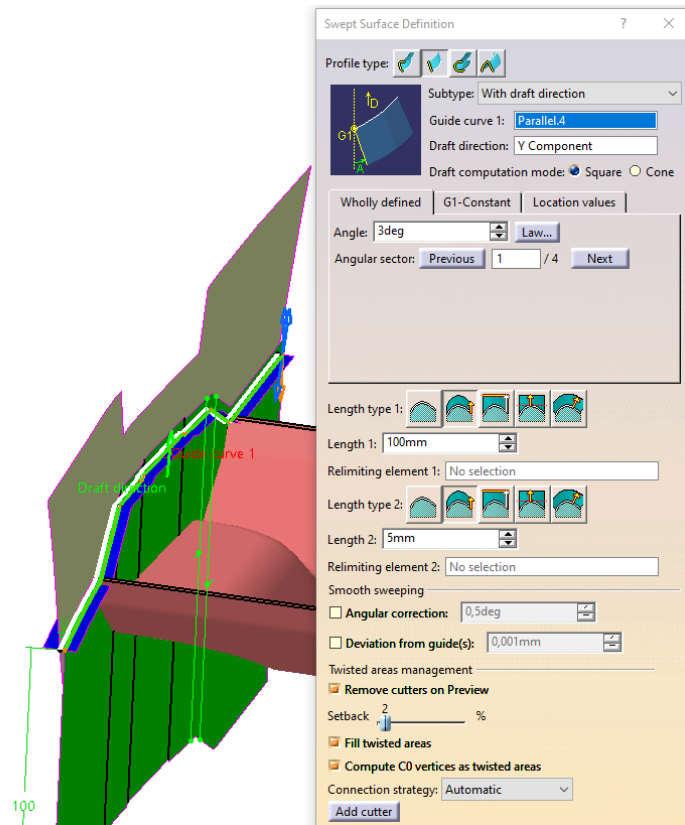 Swept Surface Definition
? ×
Profile type:
D
G1
A
Subtype: With draft direction
Guide curve 1: Parallel.4
Draft direction: Y Component
Draft computation mode: Square Cone
Wholly defined G1-Constant Location values
Angle: 3deg Law...
Angular sector: Previous 1 / 4 Next
Length type 1:
Length 1: 100mm
Relimiting element 1: No selection
Length type 2:
Length 2: 5mm
Relimiting element 2: No selection
Smooth sweeping
Angular correction: 0,5deg
Deviation from guide(s): 0,001mm
Twisted areas management
Remove cutters on Preview
Setback 2 %
Fill twisted areas
Compute C0 vertices as twisted areas
Connection strategy: Automatic
Add cutter
Guide curve 1
Draft direction
100